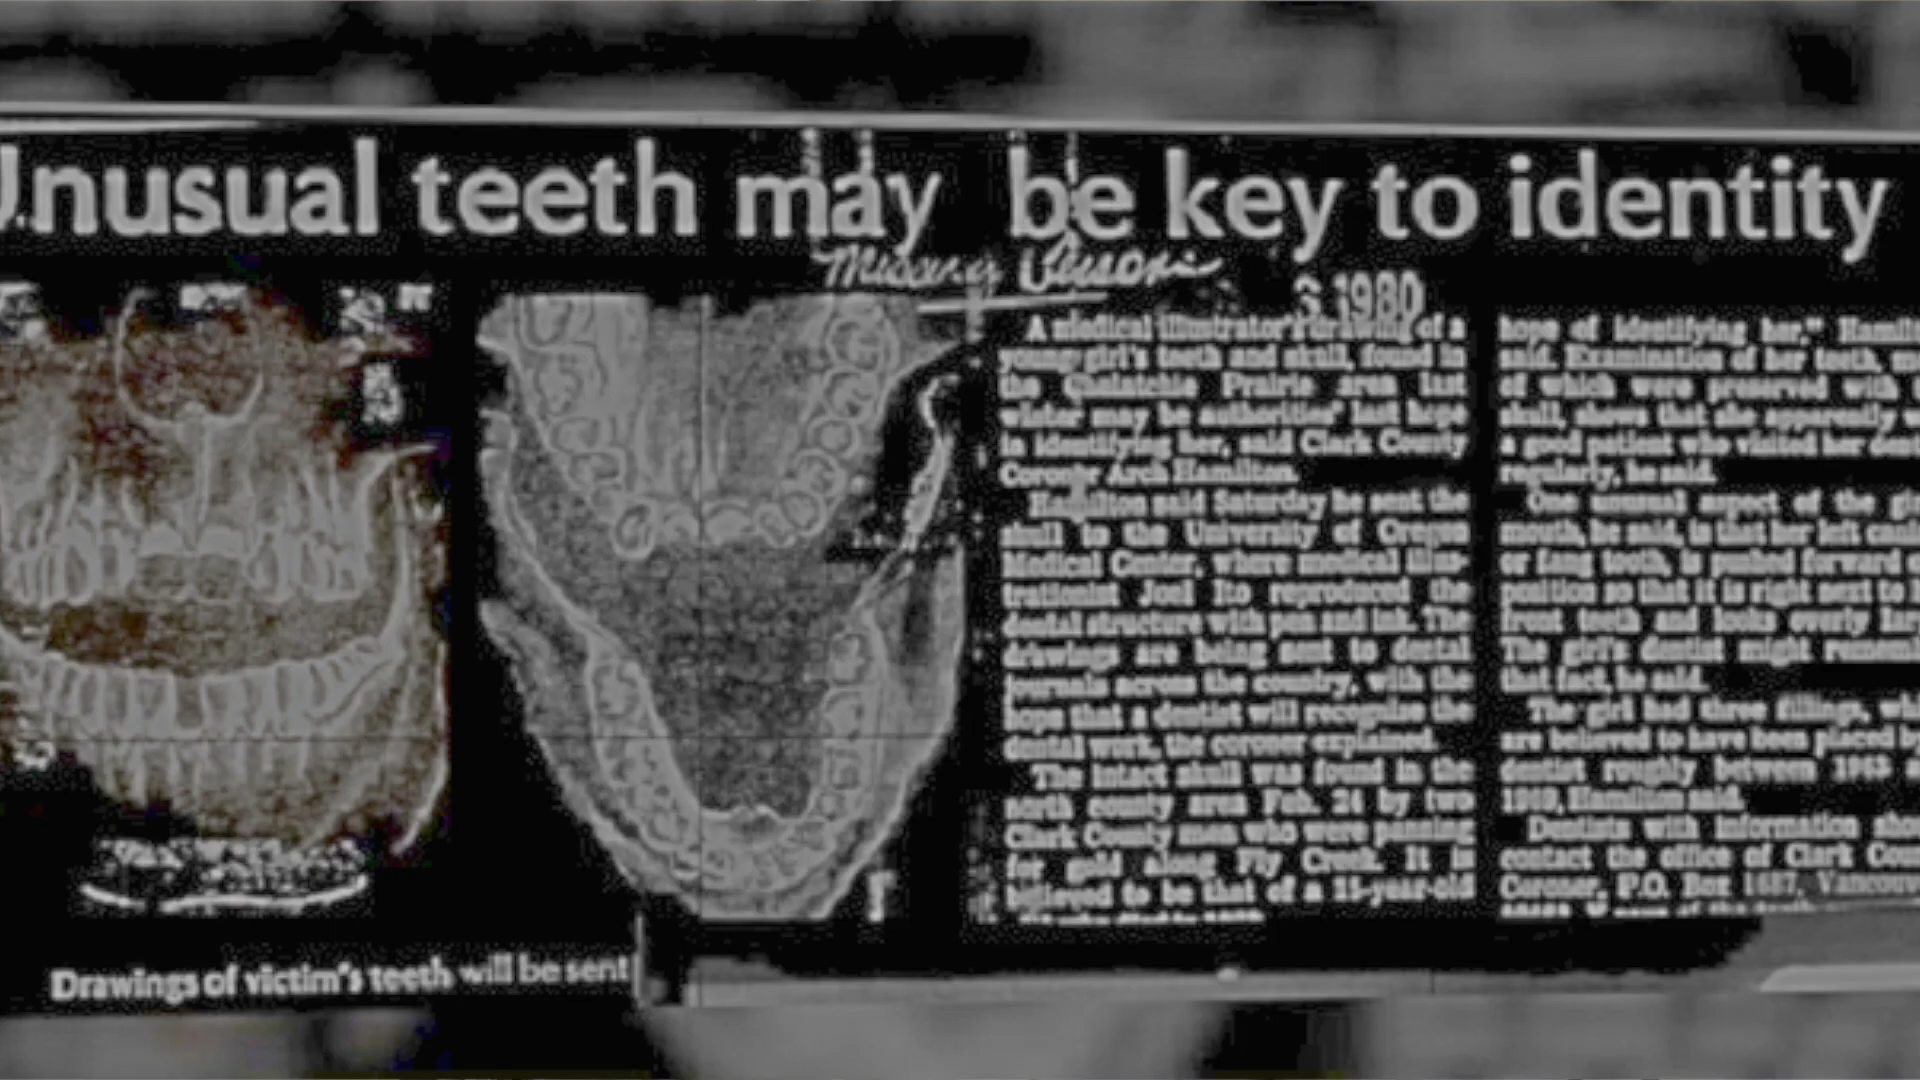 Unusual teeth may be key to identity
Missing Persons
1980
A medical illustrator's drawing of a
young girl's teeth and skull, found in
the Chalatchie Prairie area last
winter may be authorities' last hope
in identifying her, said Clark County
Coroner Arch Hamilton.
Hamilton said Saturday he sent the
skull to the University of Oregon
Medical Center, where medical illus-
trationist Joel Ito reproduced the
dental structure with pen and ink. The
drawings are being sent to dental
journals across the country, with the
hope that a dentist will recognize the
dental work, the coroner explained.
The intact skull was found in the
north county area Feb. 24 by two
Clark County men who were panning
for gold along Fly Creek. It is
believed to be that of a 15-year-old
hope of identifying her." Hamil
said. Examination of her teeth,
of which were preserved with
skull, shows that she apparently
a good patient who visited her dent
regularly, he said.
One unusual aspect of the gir
mouth, he said, is that her left cani
or fang tooth, is pushed forward
position so that it is right next to
front teeth and looks overly lar
The girl's dentist might rememb
that fact, he said.
The girl had three fillings, whi
are believed to have been placed by
dentist roughly between 1965
1969, Hamilton said.
Dentists with information sho
contact the office of Clark Coun
Coroner, P.O. Box 1687, Vancouv
Drawings of victim's teeth will be sent